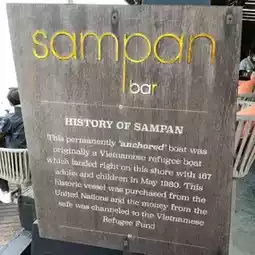 sampan
bar
HISTORY OF SAMPAN
This permanently 'anchored' boat was
originally a Vietnamese refugee boat
which landed right on this shore with 187
adults and children in May 1980. This
historic vessel was purchased from the
United Nations and the money from the
sale was channeled to the Vietnamese
Refugee Fund